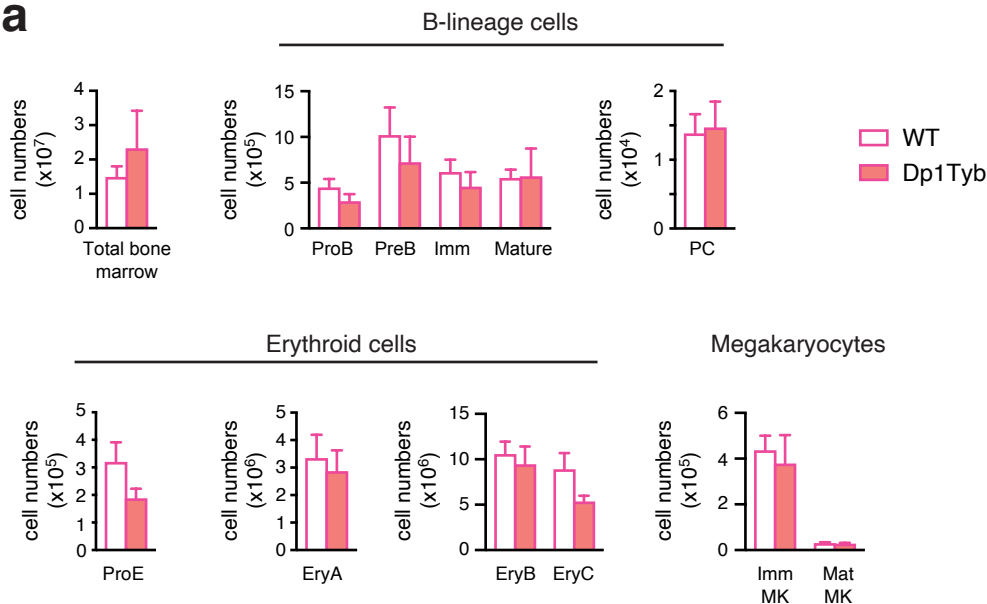 a
B-lineage cells
cell numbers
(x10⁷)
4
3
2
1
0
Total bone
marrow
cell numbers
(x10⁵)
15
10
5
0
ProB PreB Imm Mature
cell numbers
(x10⁴)
2
1
0
PC
WT
Dp1Tyb
Erythroid cells
Megakaryocytes
cell numbers
(x10⁵)
5
4
3
2
1
0
ProE
cell numbers
(x10⁶)
5
4
3
2
1
0
EryA
cell numbers
(x10⁶)
15
10
5
0
EryB EryC
cell numbers
(x10⁵)
6
4
2
0
Imm Mat
MK MK